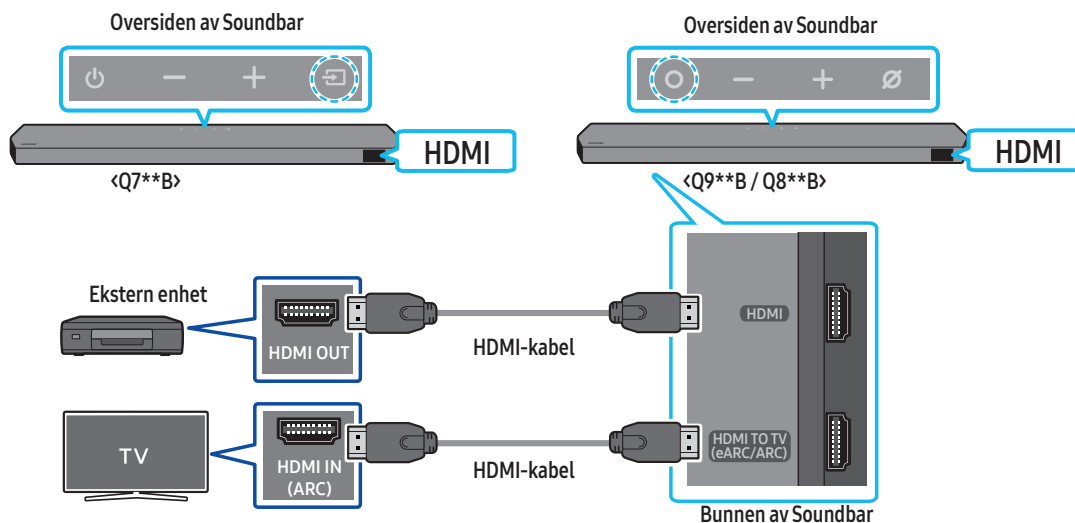 Oversiden av Soundbar
Oversiden av Soundbar
HDMI
HDMI
<Q7**B>
<Q9**B / Q8**B>
Ekstern enhet
HDMI OUT
HDMI-kabel
HDMI
TV
HDMI IN
(ARC)
HDMI-kabel
HDMI TO TV
(eARC/ARC)
Bunnen av Soundbar